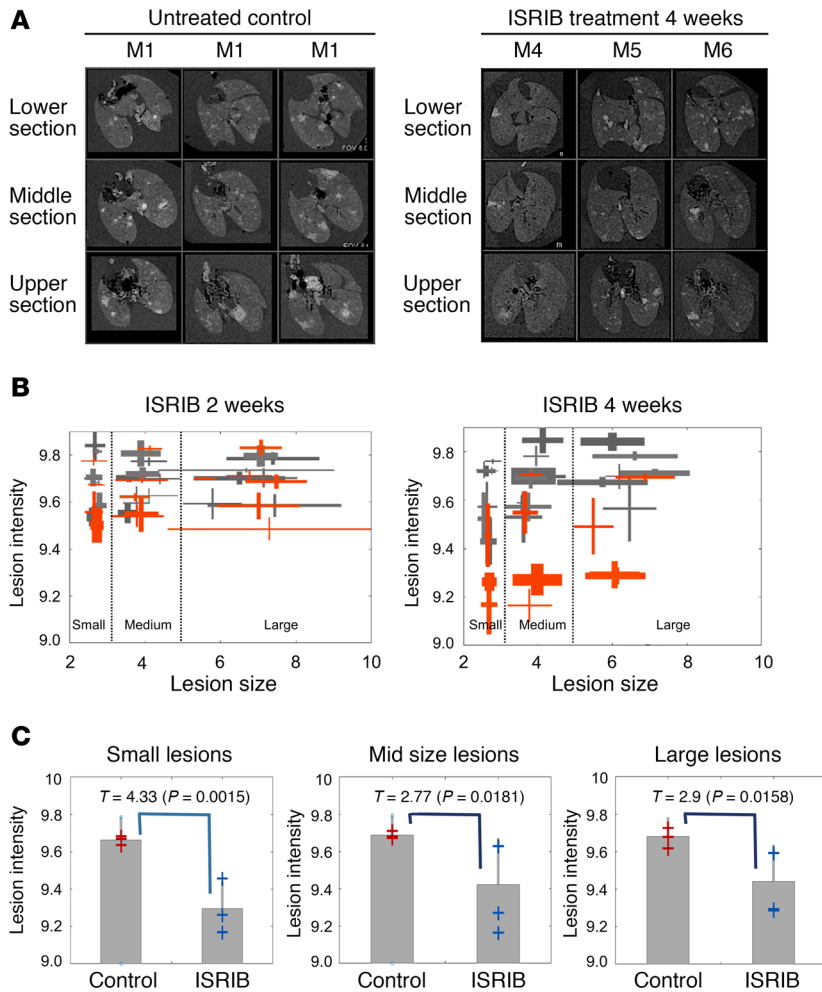 A
Untreated control
ISRIB treatment 4 weeks
M1 M1 M1
M4 M5 M6
Lower section
Middle section
Upper section
FOV 6.0
Lower section
Middle section
Upper section
B
ISRIB 2 weeks
ISRIB 4 weeks
Lesion intensity
9.8
9.6
9.4
9.2
9.0
Small Medium Large
2 4 6 8 10
Lesion size
Lesion intensity
9.8
9.6
9.4
9.2
9.0
Small Medium Large
2 4 6 8 10
Lesion size
C
Small lesions
Lesion intensity
10
9.8
9.6
9.4
9.2
9.0
T = 4.33 (P = 0.0015)
Control ISRIB
Mid size lesions
Lesion intensity
10
9.8
9.6
9.4
9.2
9.0
T = 2.77 (P = 0.0181)
Control ISRIB
Large lesions
Lesion intensity
10
9.8
9.6
9.4
9.2
9.0
T = 2.9 (P = 0.0158)
Control ISRIB